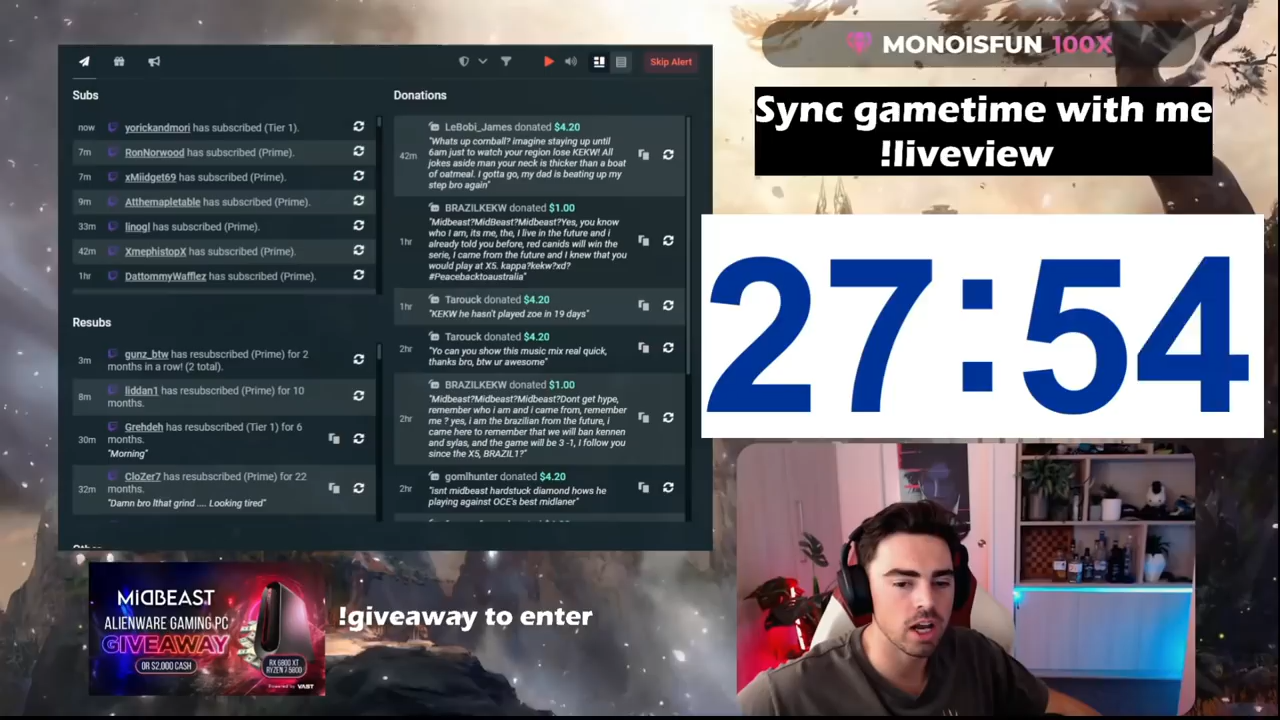 MONOISFUN 100X
Sync gametime with me
!liveview
27:54
Skip Alert
Subs
now yorickandmori has subscribed (Tier 1).
7m RonNorwood has subscribed (Prime).
7m xMiidget69 has subscribed (Prime).
9m Atthemapletable has subscribed (Prime).
33m linogl has subscribed (Prime).
42m XmephistopX has subscribed (Prime).
1hr DattommyWafflez has subscribed (Prime).
Resubs
3m gunz_btw has resubscribed (Prime) for 2
months in a row! (2 total).
8m liddan1 has resubscribed (Prime) for 10
months.
30m Grehdeh has resubscribed (Tier 1) for 6
months.
"Morning"
32m CloZer7 has resubscribed (Prime) for 22
months.
"Damn bro lthat grind .... Looking tired"
Donations
LeBobi_James donated $4.20
42m "Whats up cornball? Imagine staying up until
6am just to watch your region lose KEKW! All
jokes aside man your neck is thicker than a boat
of oatmeal. I gotta go, my dad is beating up my
step bro again"
BRAZILKEKW donated $1.00
1hr "Midbeast?MidBeast?Midbeast?Yes, you know
who I am, its me, the, I live in the future and i
already told you before, red canids will win the
serie, I came from the future and I knew that you
would play at X5. kappa?kekw?xd?
#Peacebacktoaustralia"
Tarouck donated $4.20
1hr "KEKW he hasn't played zoe in 19 days"
Tarouck donated $4.20
2hr "Yo can you show this music mix real quick,
thanks bro, btw ur awesome"
BRAZILKEKW donated $1.00
2hr "Midbeast?Midbeast?Midbeast?Dont get hype,
remember who i am and i came from, remember
me ? yes, i am the brazilian from the future, i
came here to remember that we will ban kennen
and sylas, and the game will be 3 -1, I follow you
since the X5, BRAZIL1?"
gomlhunter donated $4.20
2hr "isnt midbeast hardstuck diamond hows he
playing against OCE's best midlaner"
MiDBEAST
ALIENWARE GAMING PC
GIVEAWAY
OR $2,000 CASH
RX 6800 XT
RYZEN 7 5800
Powered by VAST
!giveaway to enter